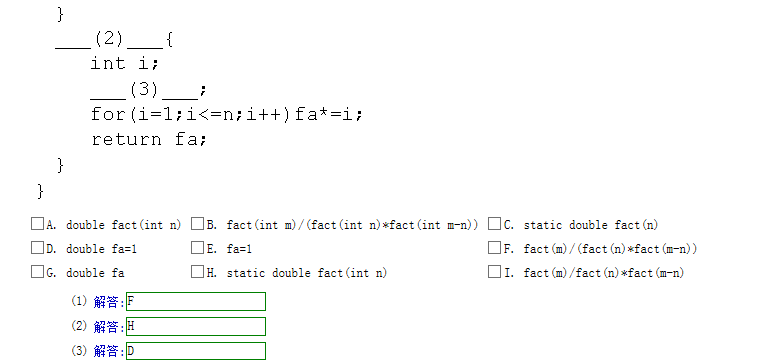 }
___(2)___{
int i;
___(3)___;
for(i=1;i<=n;i++)fa*=i;
return fa;
}
}
A. double fact(int n) B. fact(int m)/(fact(int n)*fact(int m-n)) C. static double fact(n)
D. double fa=1 E. fa=1 F. fact(m)/(fact(n)*fact(m-n))
G. double fa H. static double fact(int n) I. fact(m)/fact(n)*fact(m-n)
(1) 解答:F
(2) 解答:H
(3) 解答:D